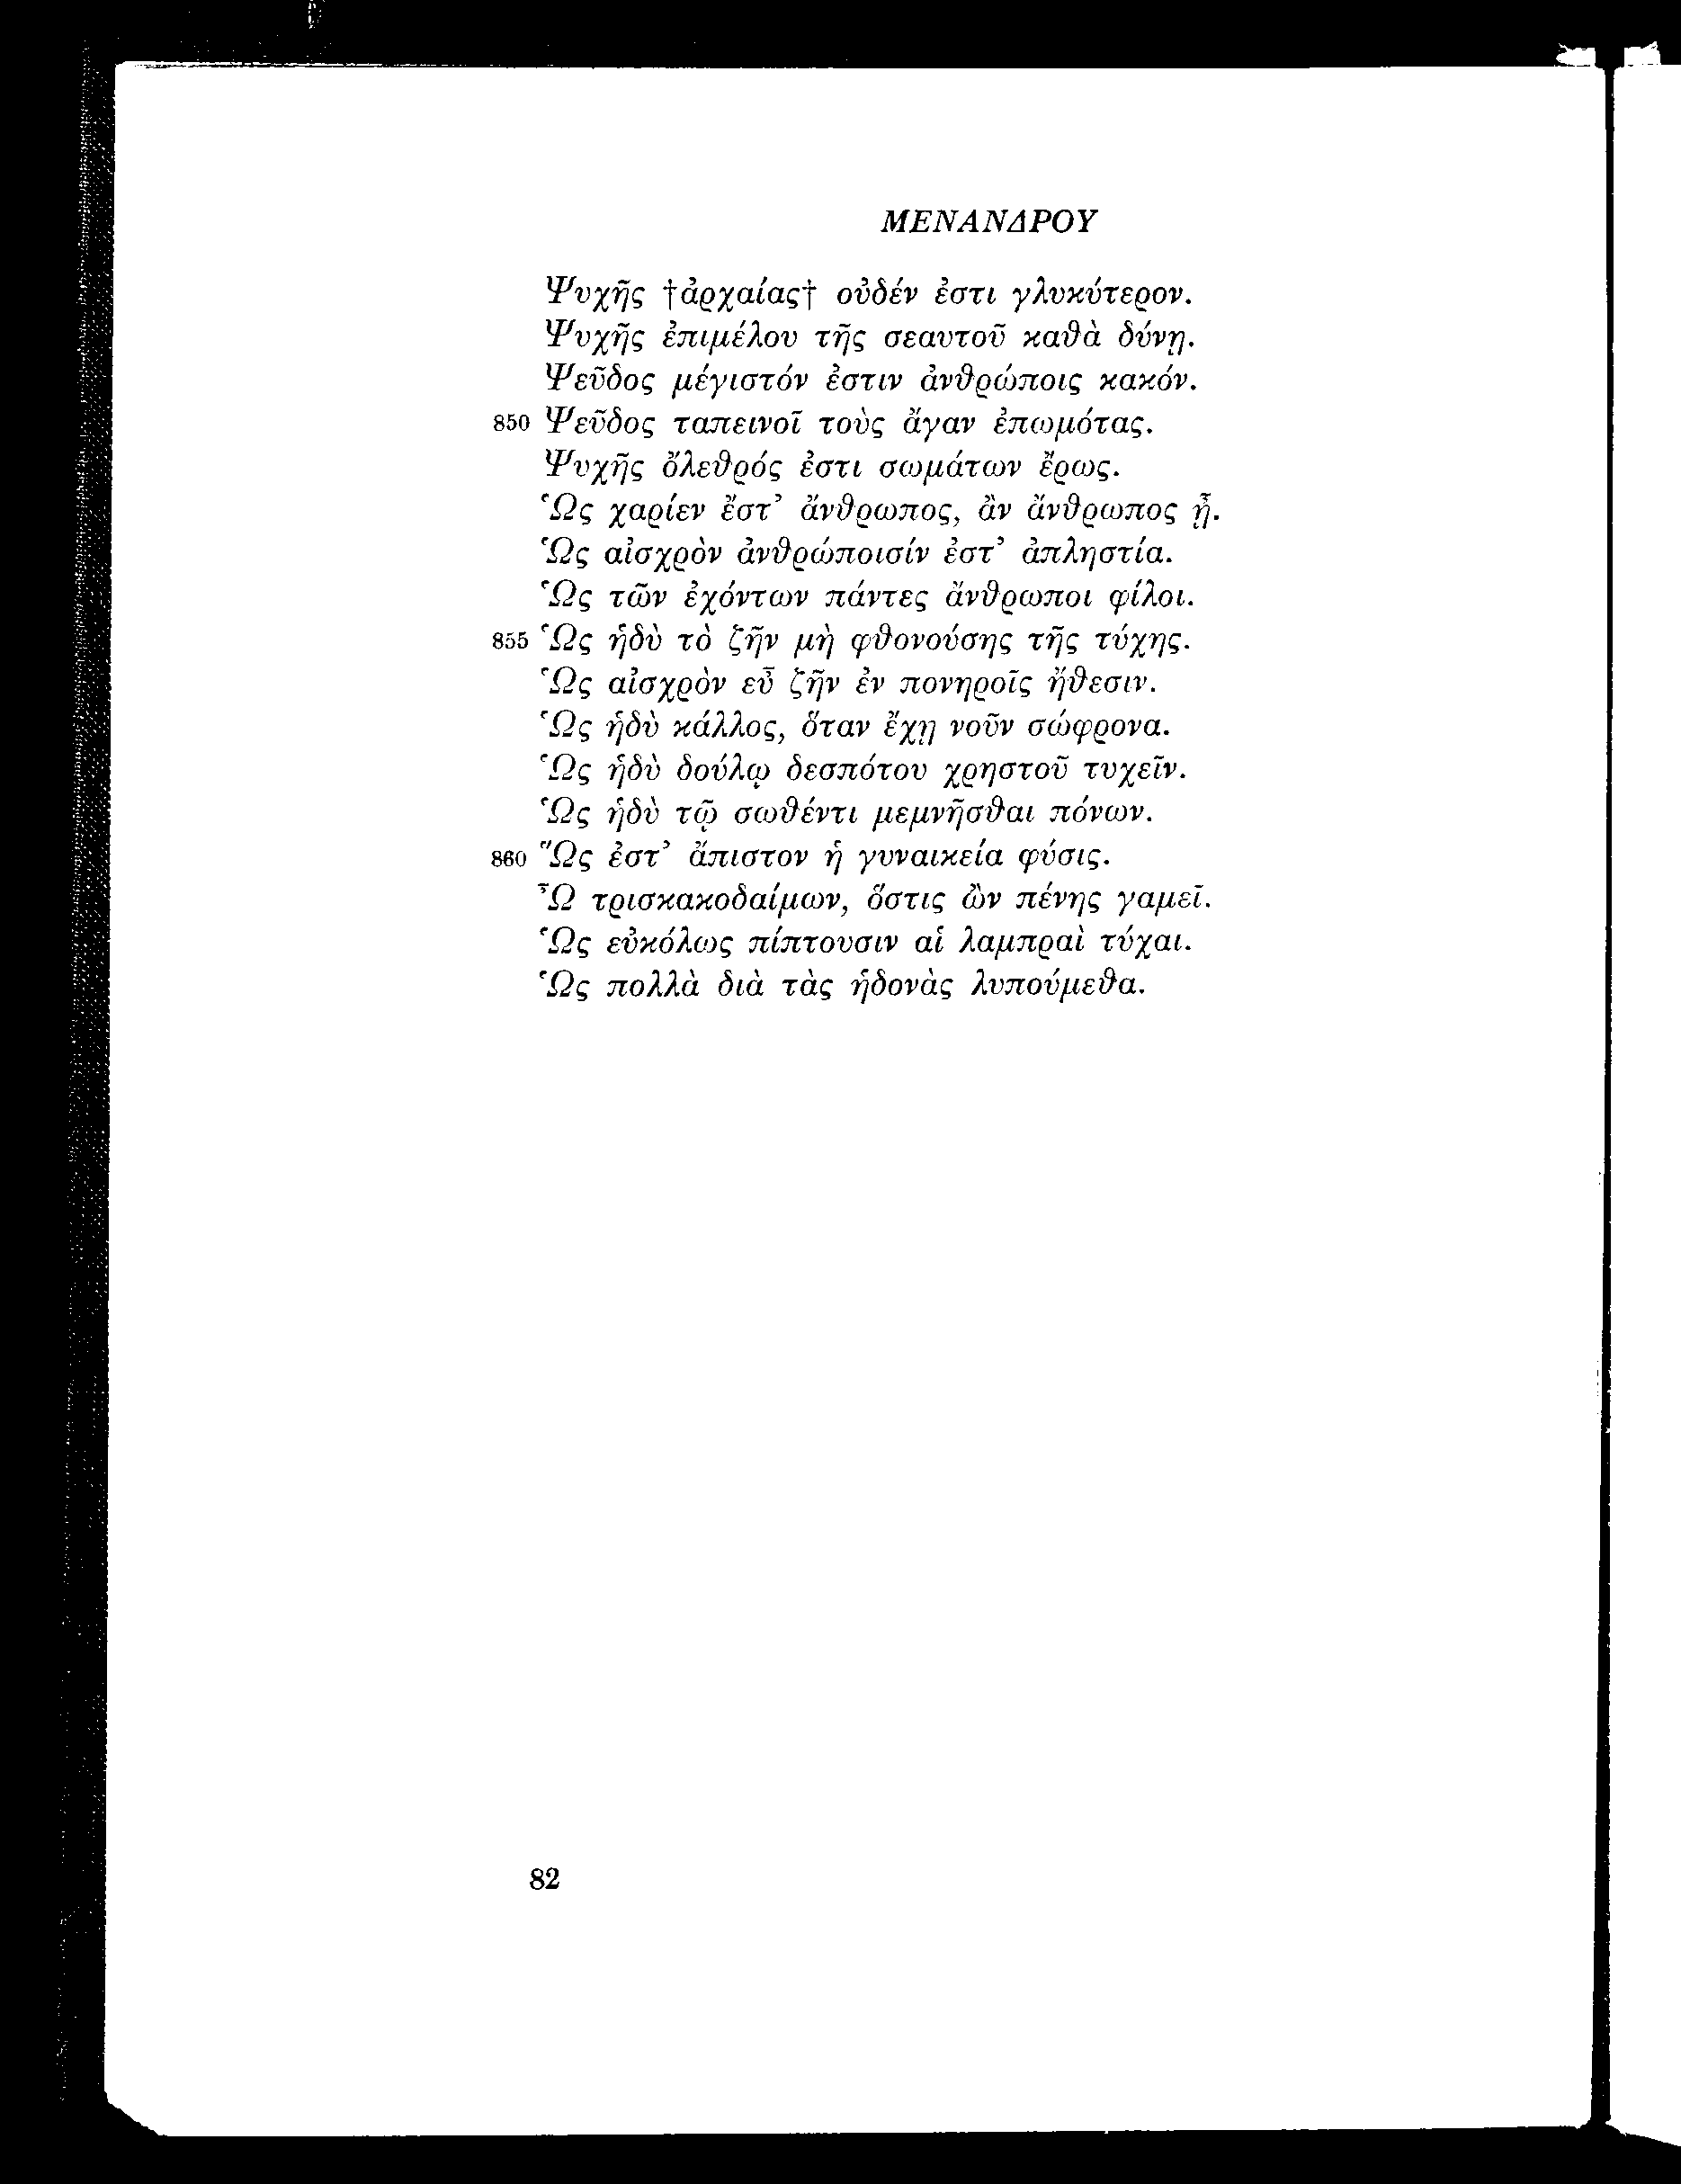 ΜΕΝΑΝΔΡΟΥ
Ψυχῆς †ἀρχαίας† οὐδέν ἐστι γλυκύτερον.
Ψυχῆς ἐπιμέλου τῆς σεαυτοῦ καθὰ δύνῃ.
Ψεῦδος μέγιστόν ἐστιν ἀνθρώποις κακόν.
850 Ψεῦδος ταπεινοῖ τοὺς ἄγαν ἐπωμότας.
Ψυχῆς ὄλεθρός ἐστι σωμάτων ἔρως.
Ὡς χαρίεν ἔστ’ ἄνθρωπος, ἂν ἄνθρωπος ᾖ.
Ὡς αἰσχρὸν ἀνθρώποισίν ἐστ’ ἀπληστία.
Ὡς τῶν ἐχόντων πάντες ἄνθρωποι φίλοι.
855 Ὡς ἡδὺ τὸ ζῆν μὴ φθονούσης τῆς τύχης.
Ὡς αἰσχρὸν εὖ ζῆν ἐν πονηροῖς ἤθεσιν.
Ὡς ἡδὺ κάλλος, ὅταν ἔχῃ νοῦν σώφρονα.
Ὡς ἡδὺ δούλῳ δεσπότου χρηστοῦ τυχεῖν.
Ὡς ἡδὺ τῷ σωθέντι μεμνῆσθαι πόνων.
860 Ὥς ἐστ’ ἄπιστον ἡ γυναικεία φύσις.
Ὦ τρισκακοδαίμων, ὅστις ὢν πένης γαμεῖ.
Ὡς εὐκόλως πίπτουσιν αἱ λαμπραὶ τύχαι.
Ὡς πολλὰ διὰ τὰς ἡδονὰς λυπούμεθα.
82